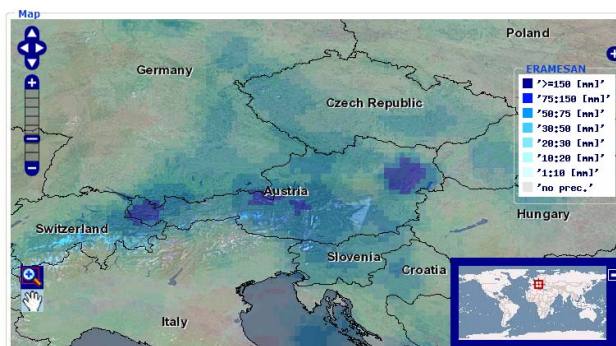 Map
Poland
Germany
ERAMESAN
'>=150 [mm]'
'75:150 [mm]'
'50:75 [mm]'
'30:50 [mm]'
'20:30 [mm]'
'10:20 [mm]'
'1:10 [mm]'
'no prec.'
Czech Republic
Austria
Switzerland
Hungary
Slovenia
Croatia
Italy